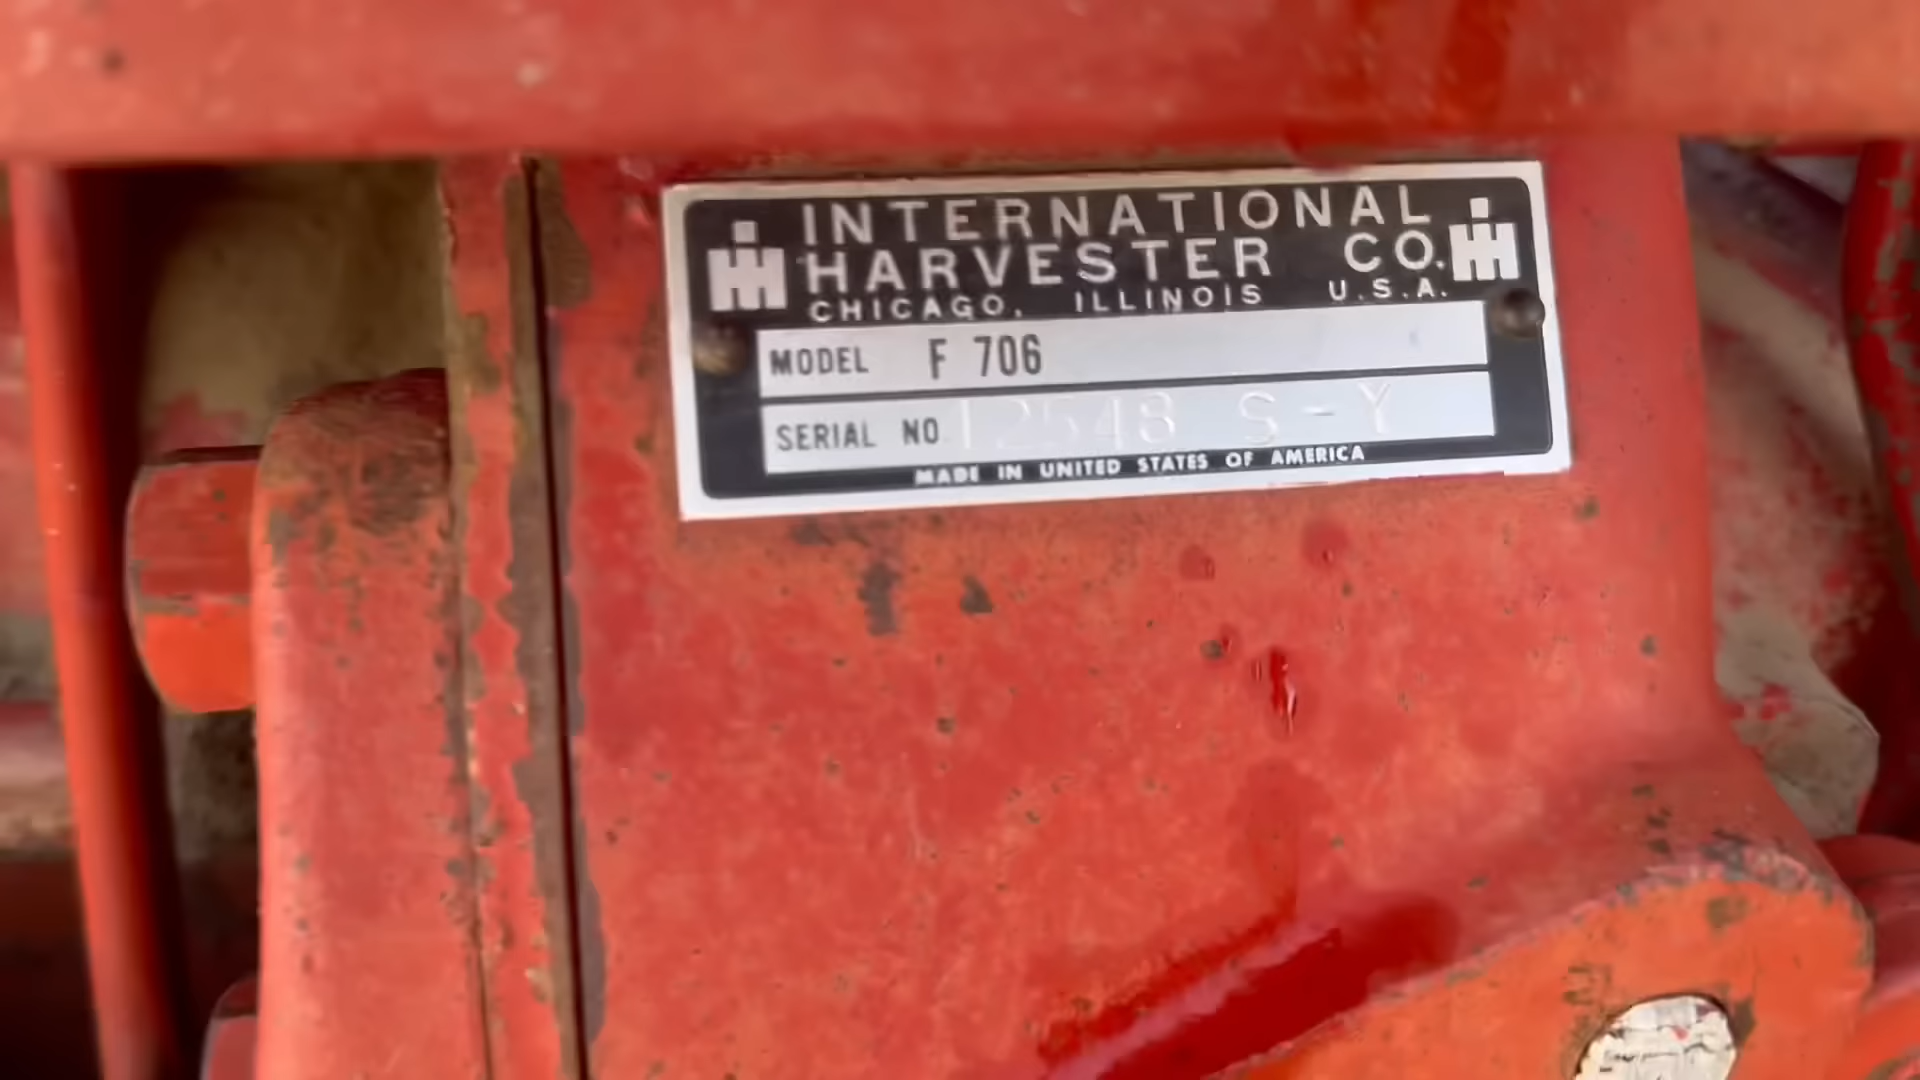 INTERNATIONAL
HARVESTER CO.
CHICAGO, ILLINOIS U.S.A.
MODEL F 706
SERIAL NO 12548 S-Y
MADE IN UNITED STATES OF AMERICA